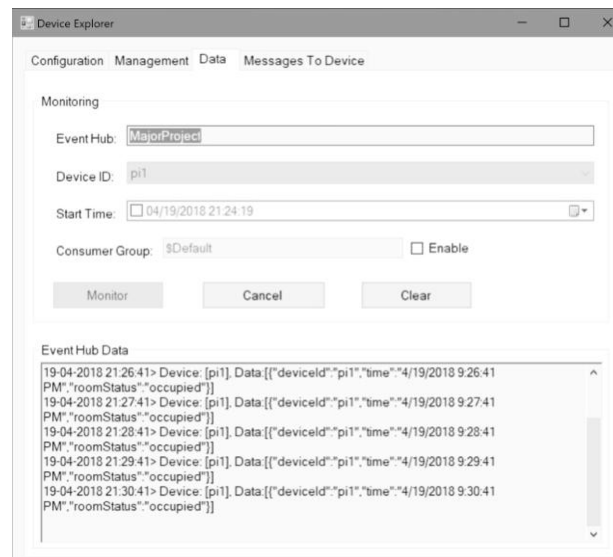 Device Explorer
Configuration Management Data Messages To Device
Monitoring
Event Hub: MajorProject
Device ID: pi1
Start Time: 04/19/2018 21:24:19
Consumer Group: $Default Enable
Monitor Cancel Clear
Event Hub Data
19-04-2018 21:26:41> Device: [pi1], Data:[{"deviceId":"pi1","time":"4/19/2018 9:26:41
PM","roomStatus":"occupied"}]
19-04-2018 21:27:41> Device: [pi1], Data:[{"deviceId":"pi1","time":"4/19/2018 9:27:41
PM","roomStatus":"occupied"}]
19-04-2018 21:28:41> Device: [pi1], Data:[{"deviceId":"pi1","time":"4/19/2018 9:28:41
PM","roomStatus":"occupied"}]
19-04-2018 21:29:41> Device: [pi1], Data:[{"deviceId":"pi1","time":"4/19/2018 9:29:41
PM","roomStatus":"occupied"}]
19-04-2018 21:30:41> Device: [pi1], Data:[{"deviceId":"pi1","time":"4/19/2018 9:30:41
PM","roomStatus":"occupied"}]